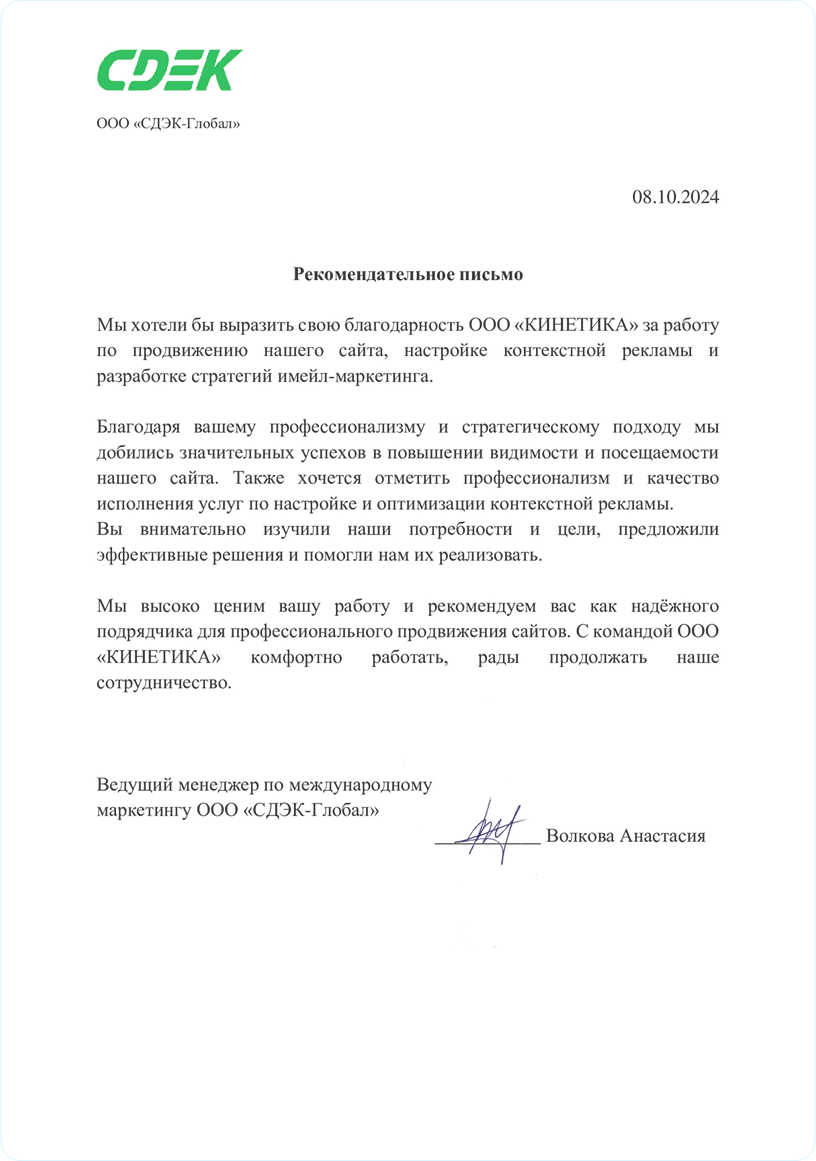 CDEK
ООО «СДЭК-Глобал»
08.10.2024
Рекомендательное письмо
Мы хотели бы выразить свою благодарность ООО «КИНЕТИКА» за работу
по продвижению нашего сайта, настройке контекстной рекламы и
разработке стратегий имейл-маркетинга.
Благодаря вашему профессионализму и стратегическому подходу мы
добились значительных успехов в повышении видимости и посещаемости
нашего сайта. Также хочется отметить профессионализм и качество
исполнения услуг по настройке и оптимизации контекстной рекламы.
Вы внимательно изучили наши потребности и цели, предложили
эффективные решения и помогли нам их реализовать.
Мы высоко ценим вашу работу и рекомендуем вас как надёжного
подрядчика для профессионального продвижения сайтов. С командой ООО
«КИНЕТИКА» комфортно работать, рады продолжать наше
сотрудничество.
Ведущий менеджер по международному
маркетингу ООО «СДЭК-Глобал»
___________ Волкова Анастасия